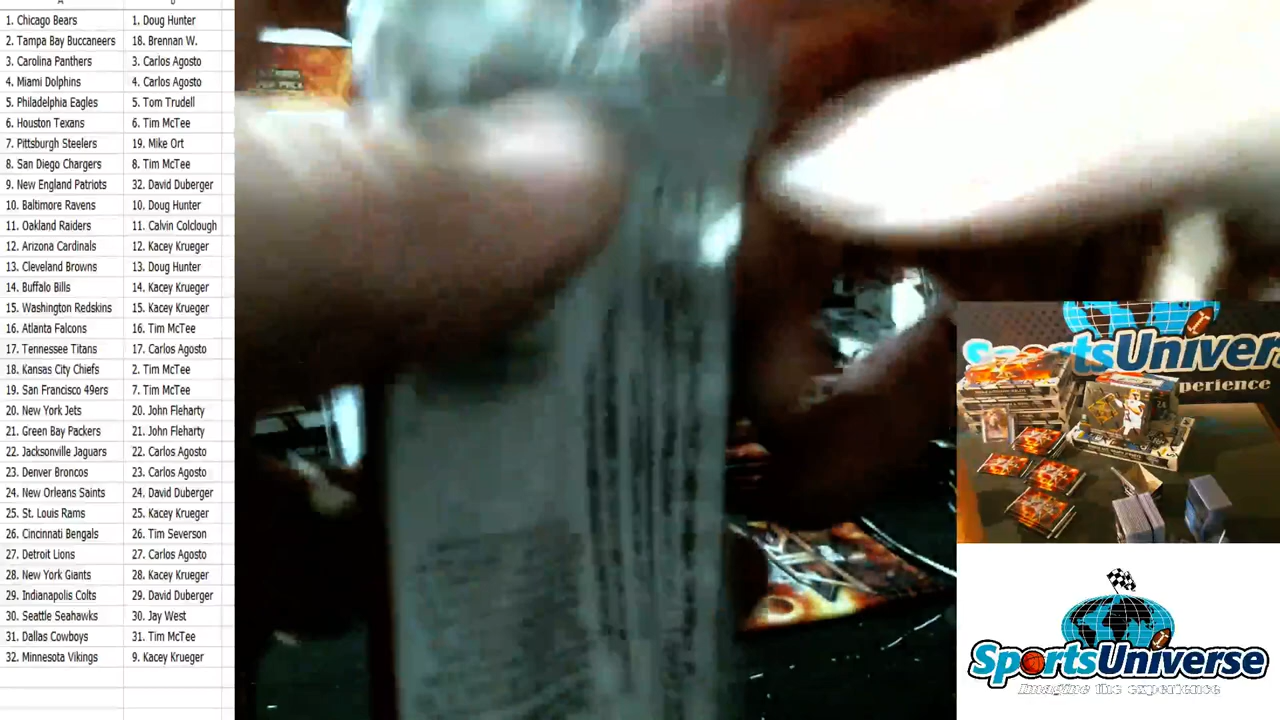 A
1. Chicago Bears 1. Doug Hunter
2. Tampa Bay Buccaneers 18. Brennan W.
3. Carolina Panthers 3. Carlos Agosto
4. Miami Dolphins 4. Carlos Agosto
5. Philadelphia Eagles 5. Tom Trudell
6. Houston Texans 6. Tim McTee
7. Pittsburgh Steelers 19. Mike Ort
8. San Diego Chargers 8. Tim McTee
9. New England Patriots 32. David Duberger
10. Baltimore Ravens 10. Doug Hunter
11. Oakland Raiders 11. Calvin Colclough
12. Arizona Cardinals 12. Kacey Krueger
13. Cleveland Browns 13. Doug Hunter
14. Buffalo Bills 14. Kacey Krueger
15. Washington Redskins 15. Kacey Krueger
16. Atlanta Falcons 16. Tim McTee
17. Tennessee Titans 17. Carlos Agosto
18. Kansas City Chiefs 2. Tim McTee
19. San Francisco 49ers 7. Tim McTee
20. New York Jets 20. John Fleharty
21. Green Bay Packers 21. John Fleharty
22. Jacksonville Jaguars 22. Carlos Agosto
23. Denver Broncos 23. Carlos Agosto
24. New Orleans Saints 24. David Duberger
25. St. Louis Rams 25. Kacey Krueger
26. Cincinnati Bengals 26. Tim Severson
27. Detroit Lions 27. Carlos Agosto
28. New York Giants 28. Kacey Krueger
29. Indianapolis Colts 29. David Duberger
30. Seattle Seahawks 30. Jay West
31. Dallas Cowboys 31. Tim McTee
32. Minnesota Vikings 9. Kacey Krueger
tsUniver
perience
SportsUniverse
Imagine the experience